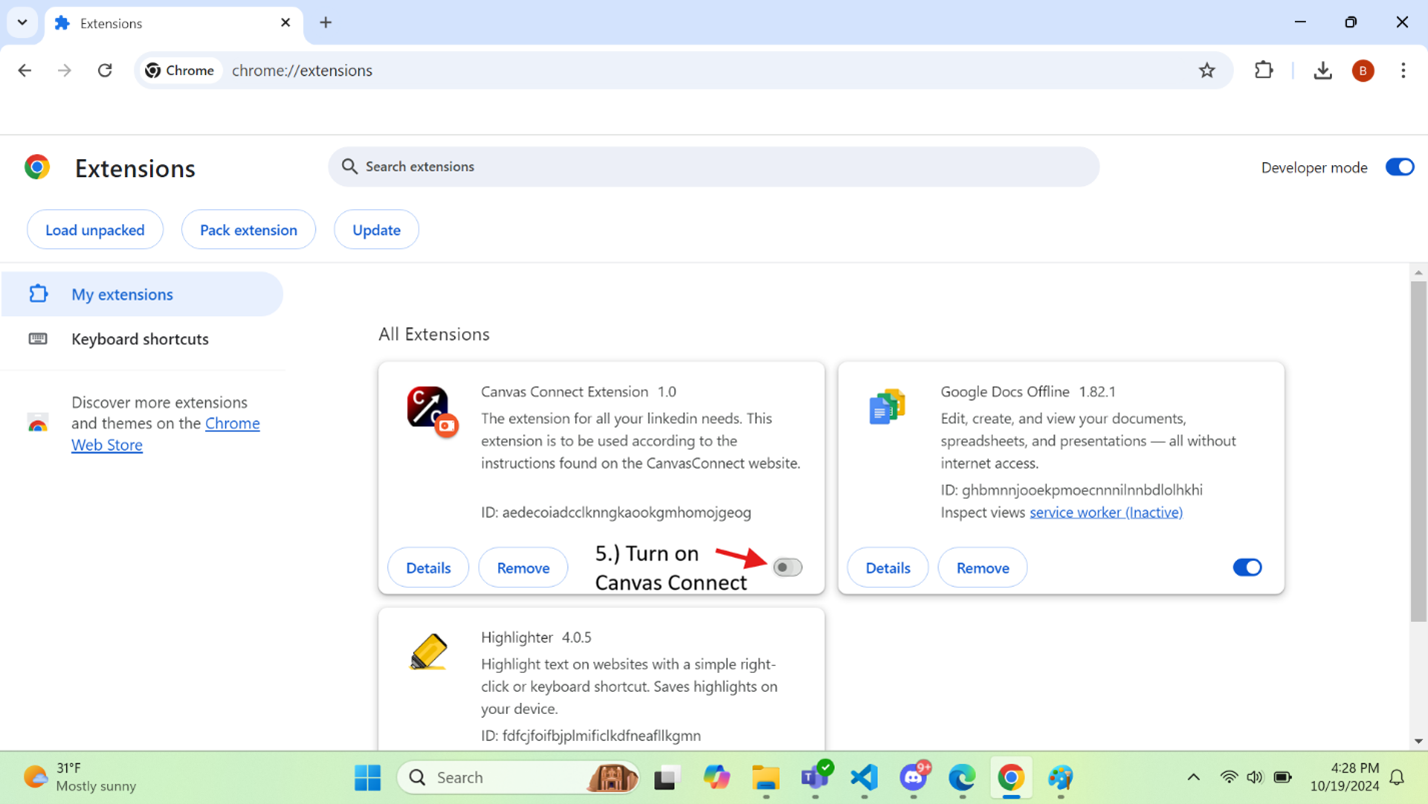 Extensions
Chrome
chrome://extensions
B
Extensions
Search extensions
Developer mode
Load unpacked
Pack extension
Update
My extensions
Keyboard shortcuts
Discover more extensions
and themes on the Chrome
Web Store
All Extensions
C
C
Canvas Connect Extension 1.0
The extension for all your linkedin needs. This
extension is to be used according to the
instructions found on the CanvasConnect website.
ID: aedecoiadcclknngkaookgmhomojgeog
Details
Remove
5.) Turn on
Canvas Connect
Google Docs Offline 1.82.1
Edit, create, and view your documents,
spreadsheets, and presentations — all without
internet access.
ID: ghbmnnjooekpmoecnnnilnnbdlolhkhi
Inspect views service worker (Inactive)
Details
Remove
Highlighter 4.0.5
Highlight text on websites with a simple right-
click or keyboard shortcut. Saves highlights on
your device.
ID: fdfcjfoifbjplmificlkdfneafllkgmn
31°F
Mostly sunny
Search
9+
4:28 PM
10/19/2024